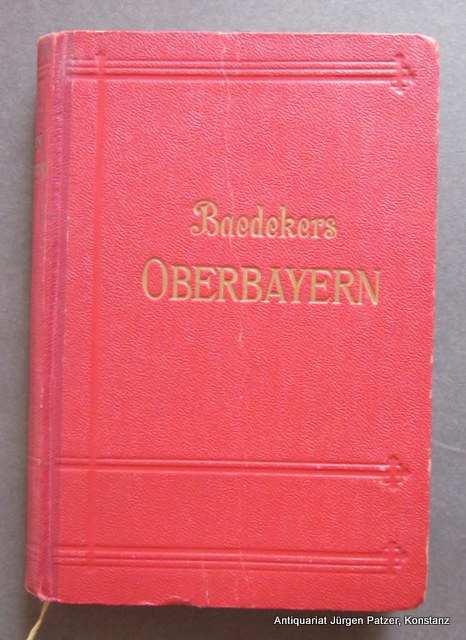 Baedekers
OBERBAYERN
Antiquariat Jürgen Patzer, Konstanz